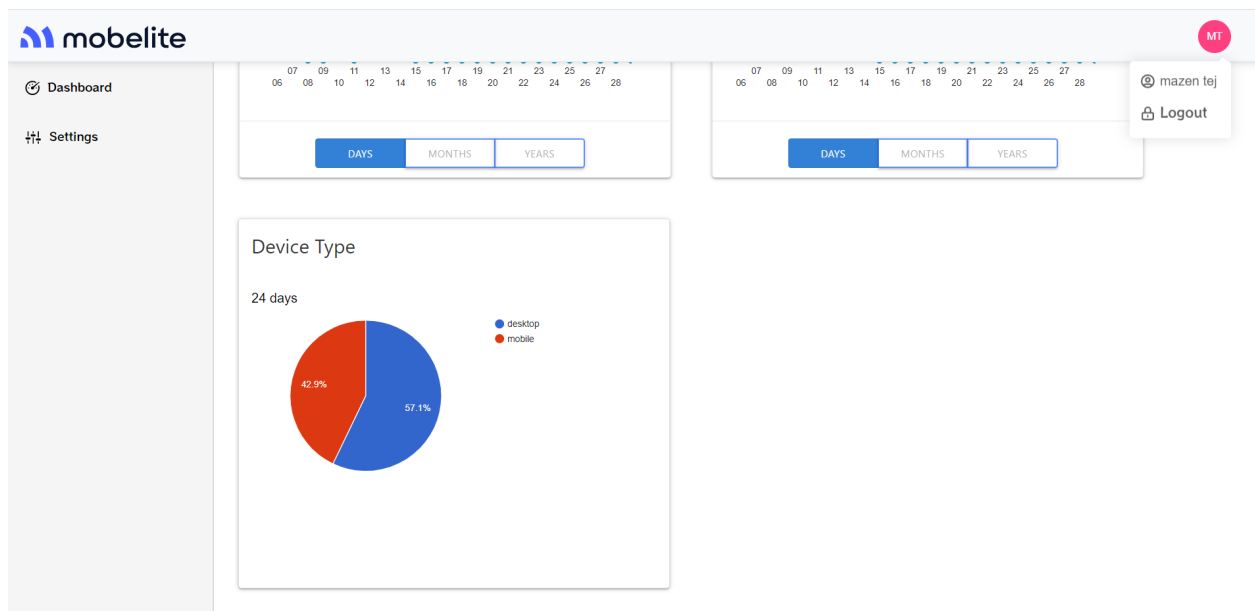 mobelite
MT
Dashboard
Settings
mazen tej
Logout
07 09 11 13 15 17 19 21 23 25 27
06 08 10 12 14 16 18 20 22 24 26 28
DAYS MONTHS YEARS
07 09 11 13 15 17 19 21 23 25 27
06 08 10 12 14 16 18 20 22 24 26 28
DAYS MONTHS YEARS
Device Type
24 days
desktop
mobile
42.9%
57.1%